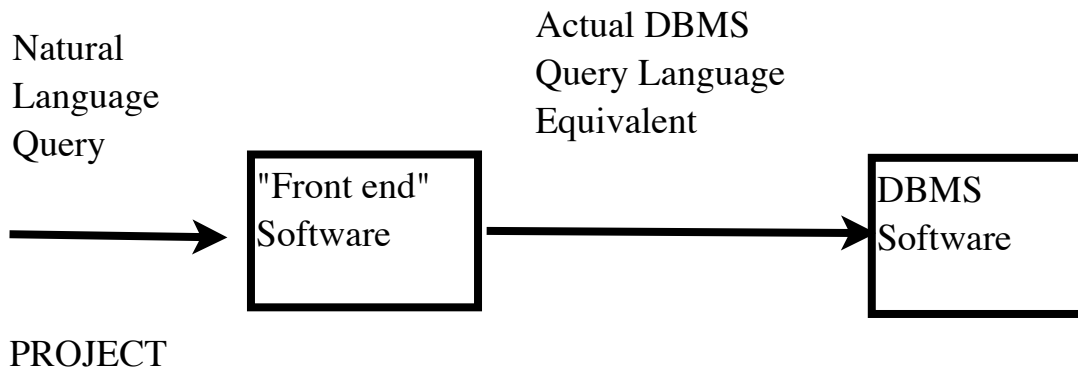 Natural
Language
Query
Actual DBMS
Query Language
Equivalent
"Front end"
Software
DBMS
Software
PROJECT